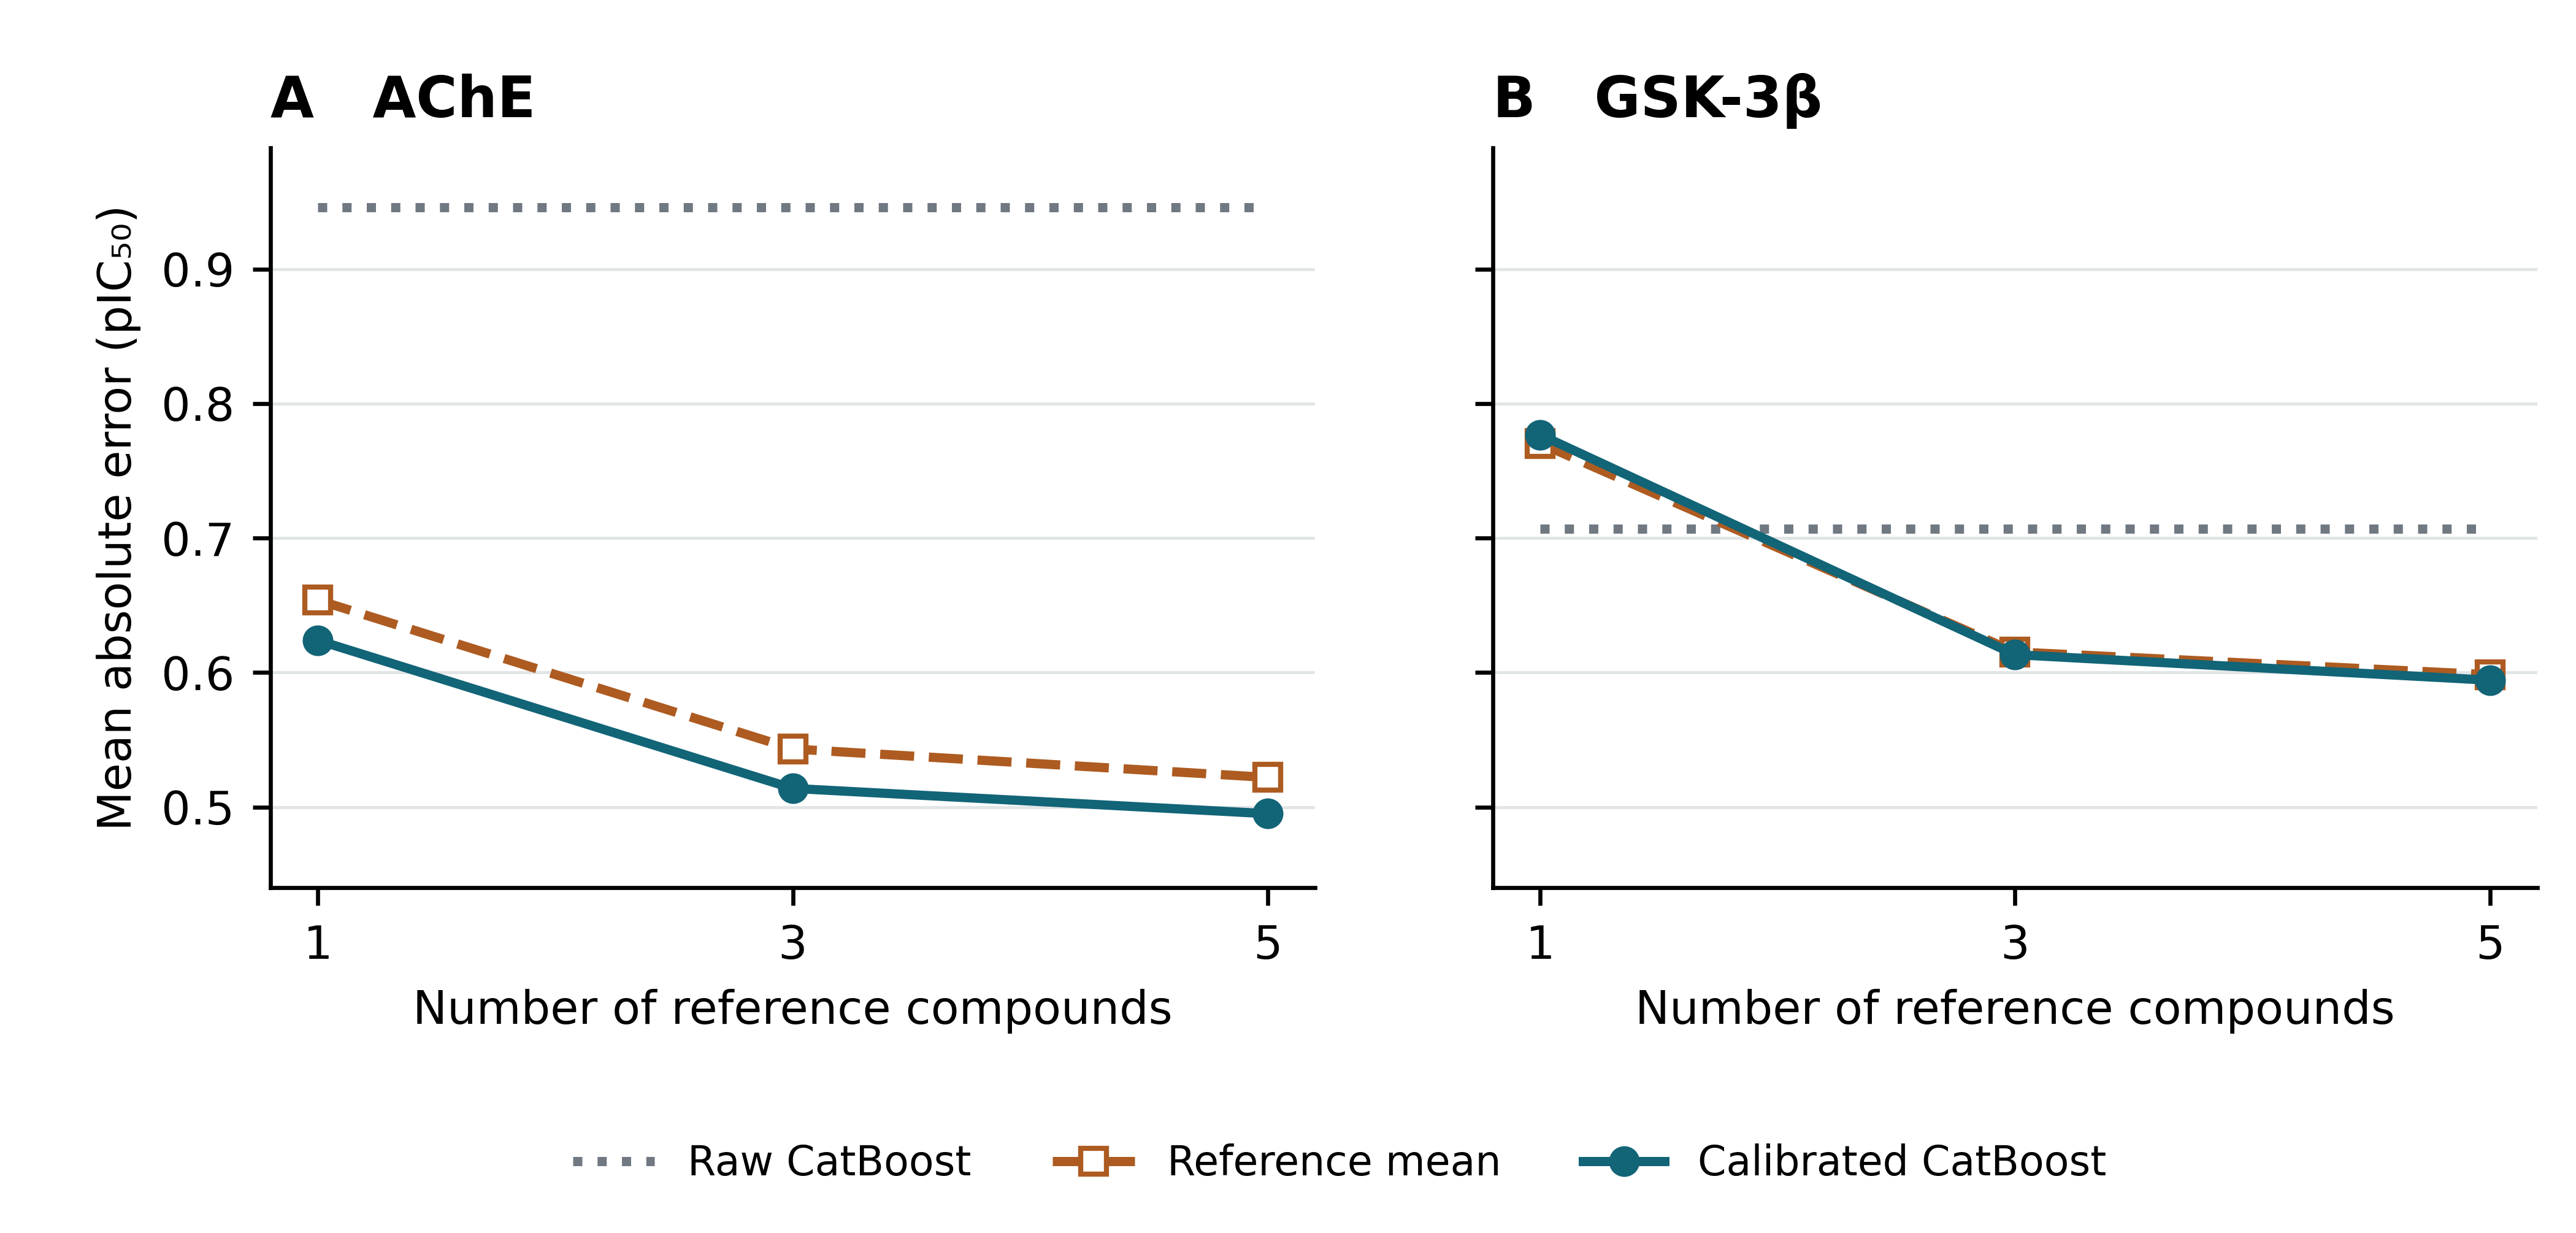 A AChE
B GSK-3β
Mean absolute error (pIC₅₀)
0.9
0.8
0.7
0.6
0.5
1 3 5
1 3 5
Number of reference compounds
Number of reference compounds
Raw CatBoost
Reference mean
Calibrated CatBoost